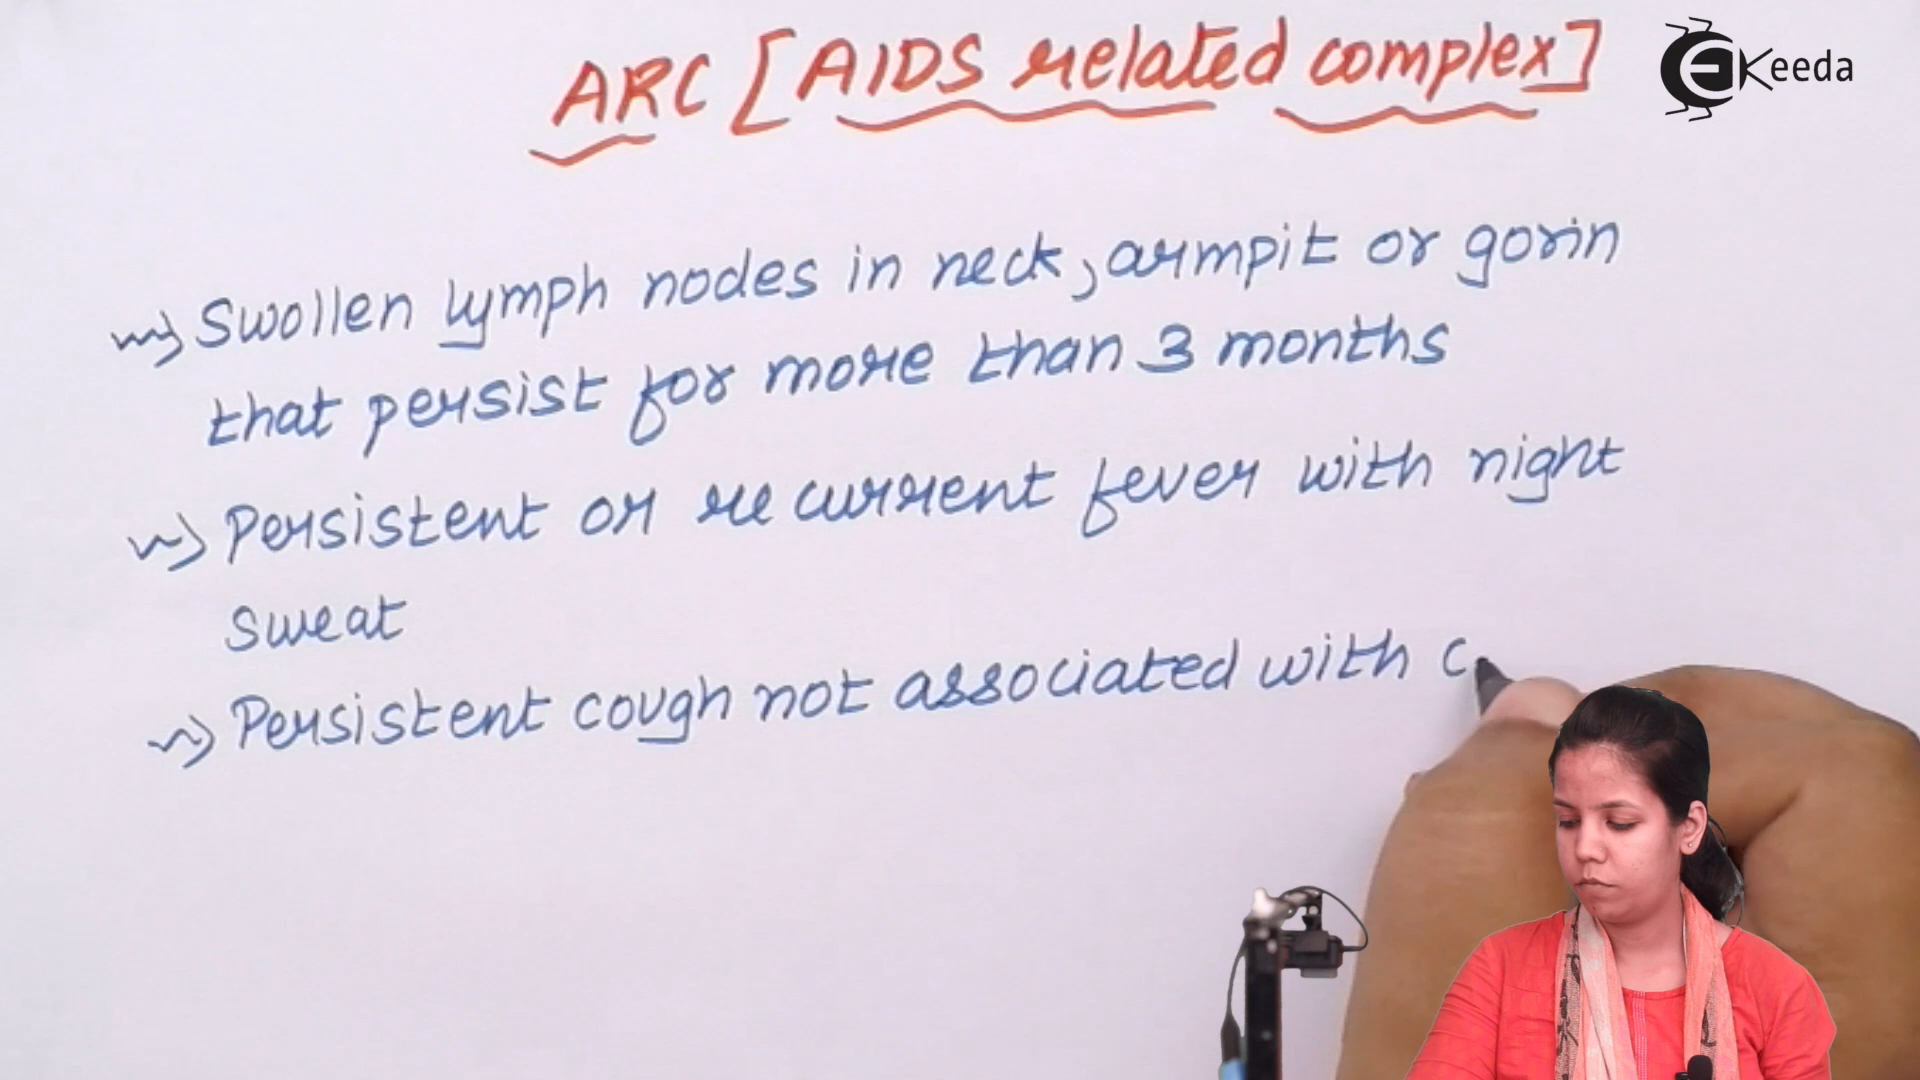 ARC [AIDS related complex]
EKeeda
Swollen lymph nodes in neck, armpit or gorin
that persist for more than 3 months
Persistent or recurrent fever with night
sweat
Persistent cough not associated with c